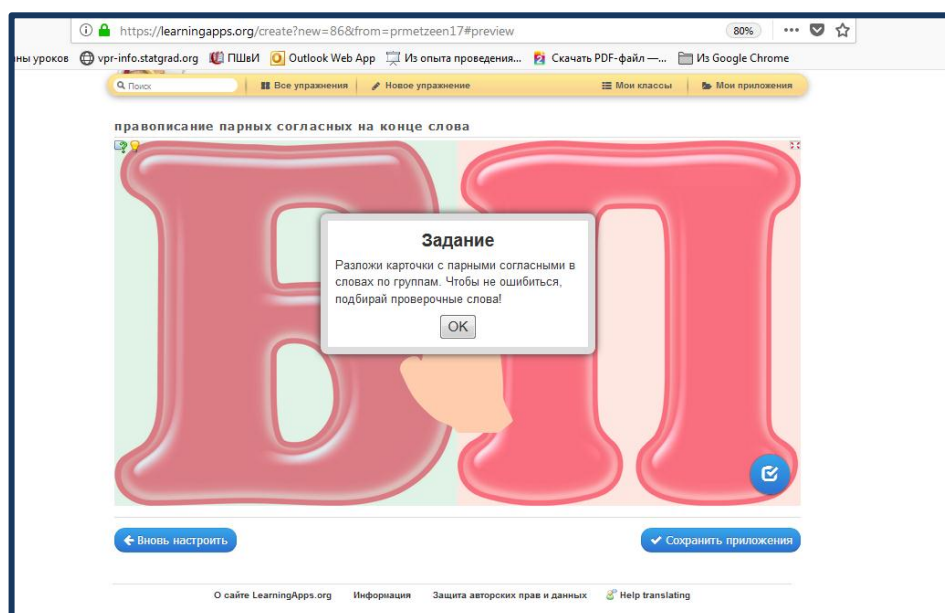 https://learningapps.org/create?new=86&from=prmetzeen17#preview 80%
ны уроков vpr-info.statgrad.org ПШвИ Outlook Web App Из опыта проведения... Скачать PDF-файл —... Из Google Chrome
Поиск Все упражнения Новое упражнение Мои классы Мои приложения
правописание парных согласных на конце слова
Б П
Задание
Разложи карточки с парными согласными в
словах по группам. Чтобы не ошибиться,
подбирай проверочные слова!
OK
Вновь настроить Сохранить приложения
О сайте LearningApps.org Информация Защита авторских прав и данных Help translating